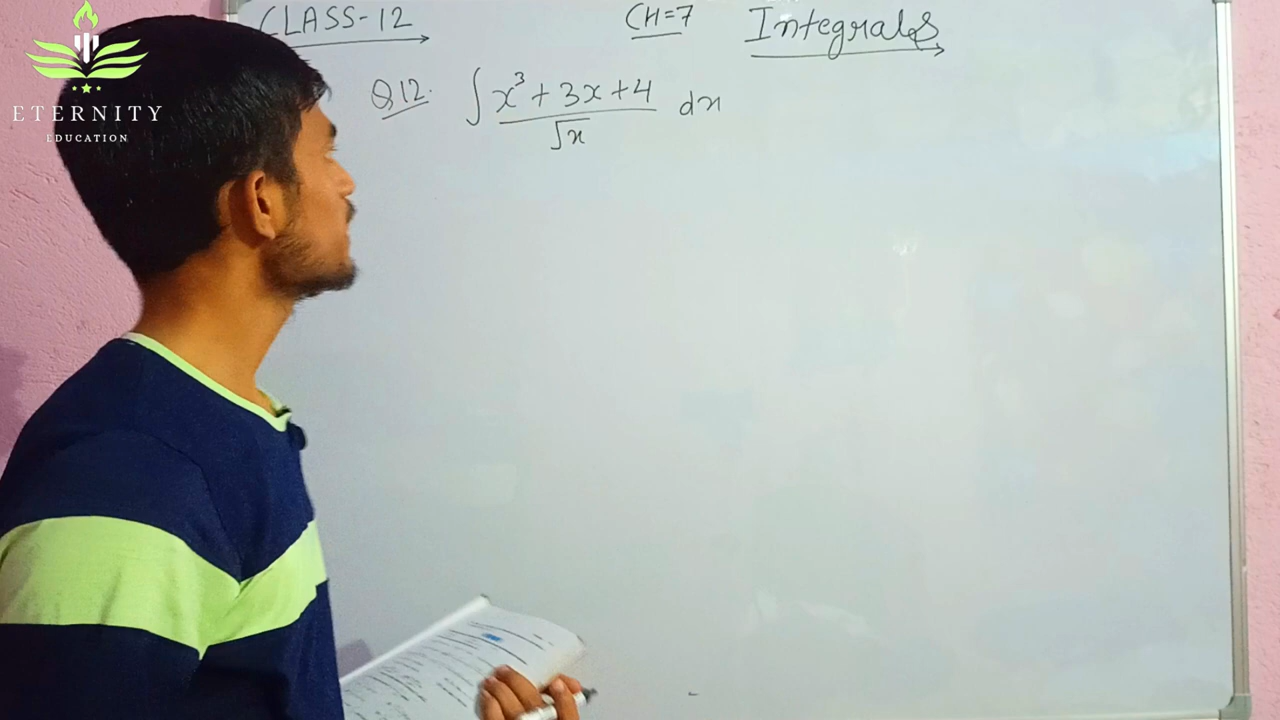 ETERNITY
EDUCATION
CLASS-12 CH=7 Integrals
Q12. ∫ x³ + 3x + 4 / √x dx